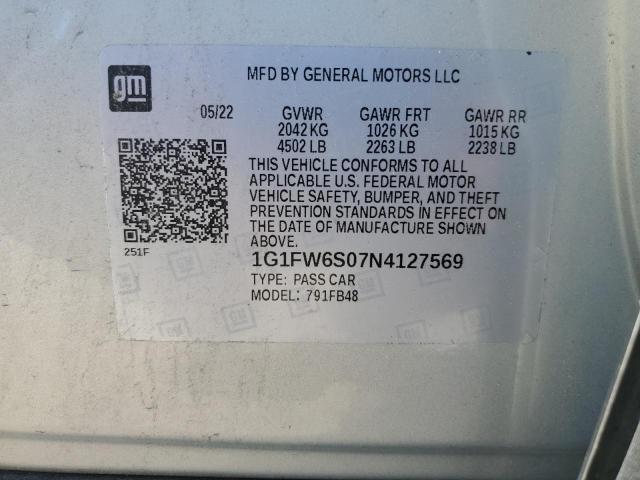 gm
MFD BY GENERAL MOTORS LLC
05/22 GVWR GAWR FRT GAWR RR
2042 KG 1026 KG 1015 KG
4502 LB 2263 LB 2238 LB
THIS VEHICLE CONFORMS TO ALL
APPLICABLE U.S. FEDERAL MOTOR
VEHICLE SAFETY, BUMPER, AND THEFT
PREVENTION STANDARDS IN EFFECT ON
THE DATE OF MANUFACTURE SHOWN
ABOVE.
251F
1G1FW6S07N4127569
TYPE: PASS CAR
MODEL: 791FB48